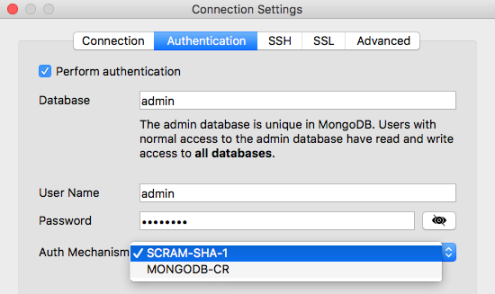 Connection Settings
Connection Authentication SSH SSL Advanced
Perform authentication
Database admin
The admin database is unique in MongoDB. Users with
normal access to the admin database have read and write
access to all databases.
User Name admin
Password ••••••••
Auth Mechanism ✓ SCRAM-SHA-1
MONGODB-CR